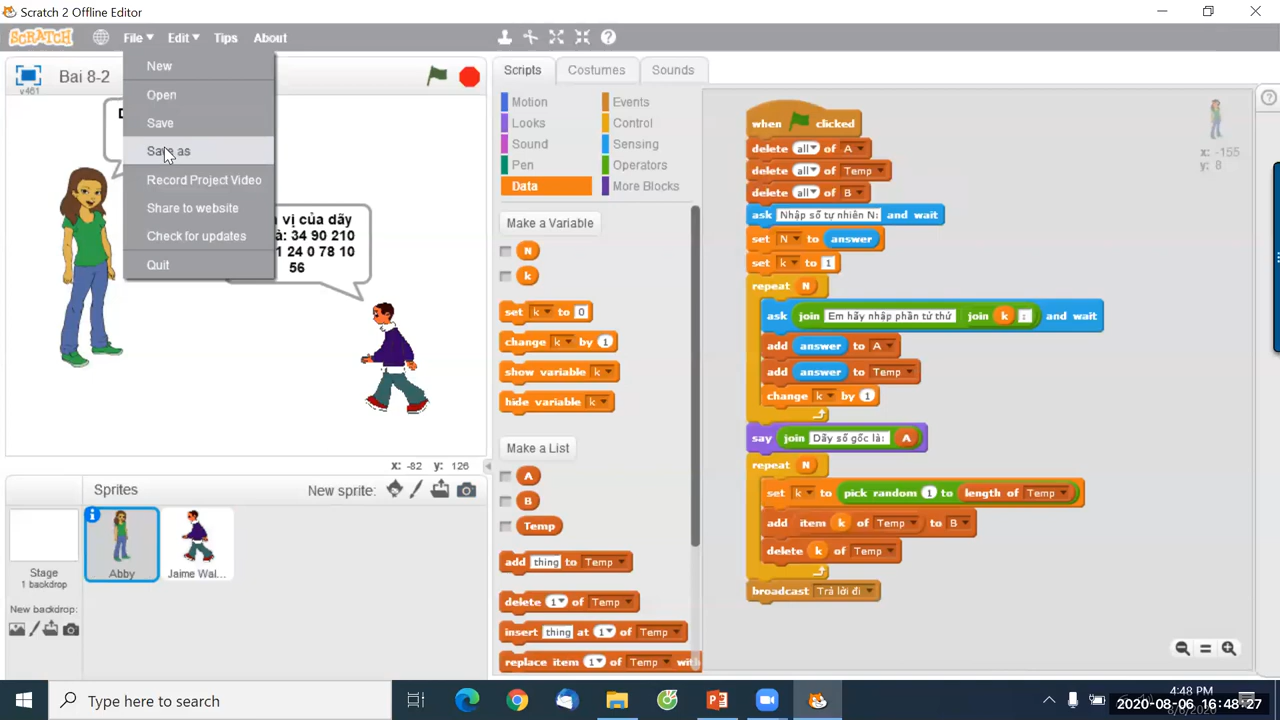 Scratch 2 Offline Editor
SCRATCH File Edit Tips About
Bai 8-2
v461
D
New
Open
Save
Save as
Record Project Video
Share to website
Check for updates
Quit
vị của dãy
à: 34 90 210
1 24 0 78 10
56
x: -82 y: 126
Sprites New sprite:
Stage
1 backdrop
New backdrop:
Abby
Jaime Wal...
Scripts Costumes Sounds
Motion Events
Looks Control
Sound Sensing
Pen Operators
Data More Blocks
Make a Variable
N
k
set k to 0
change k by 1
show variable k
hide variable k
Make a List
A
B
Temp
add thing to Temp
delete 1 of Temp
insert thing at 1 of Temp
replace item 1 of Temp with
when clicked
delete all of A
delete all of Temp
delete all of B
ask Nhập số tự nhiên N: and wait
set N to answer
set k to 1
repeat N
ask join Em hãy nhập phần tử thứ join k : and wait
add answer to A
add answer to Temp
change k by 1
say join Dãy số gốc là: A
repeat N
set k to pick random 1 to length of Temp
add item k of Temp to B
delete k of Temp
broadcast Trả lời đi
x: -155
y: 8
Type here to search
4:48 PM
2020-08-06 16:48:27